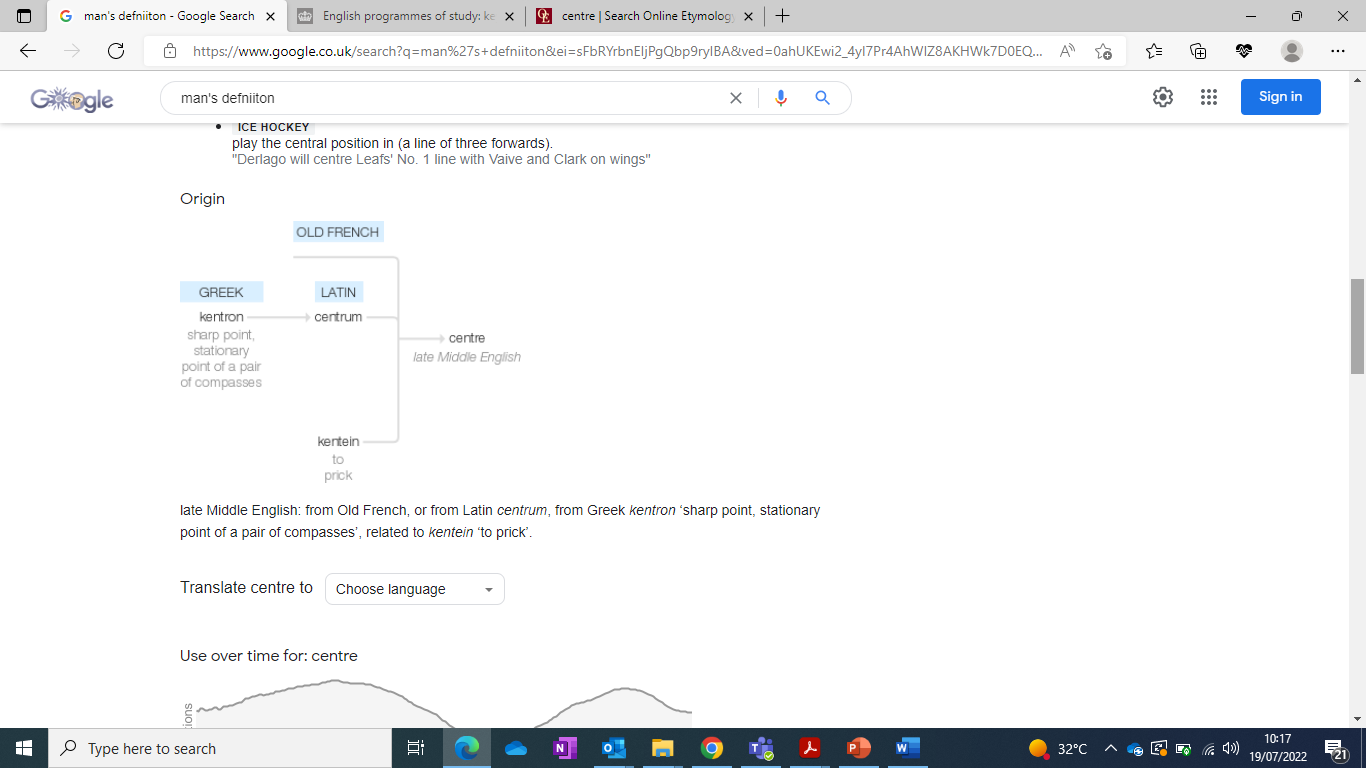 man's defniiton - Google Search
English programmes of study: ke
centre | Search Online Etymology
https://www.google.co.uk/search?q=man%27s+defniiton&ei=sFbRYrbnEIjPgQbp9ryIBA&ved=0ahUKEwi2_4yI7Pr4AhWIZ8AKHWk7D0EQ...
Google
man's defniiton
Sign in
ICE HOCKEY
play the central position in (a line of three forwards).
"Derlago will centre Leafs' No. 1 line with Vaive and Clark on wings"
Origin
OLD FRENCH
GREEK
LATIN
kentron
centrum
sharp point,
stationary
point of a pair
of compasses
centre
late Middle English
kentein
to
prick
late Middle English: from Old French, or from Latin centrum, from Greek kentron ‘sharp point, stationary
point of a pair of compasses’, related to kentein ‘to prick’.
Translate centre to
Choose language
Use over time for: centre
Type here to search
32°C
10:17
19/07/2022
21